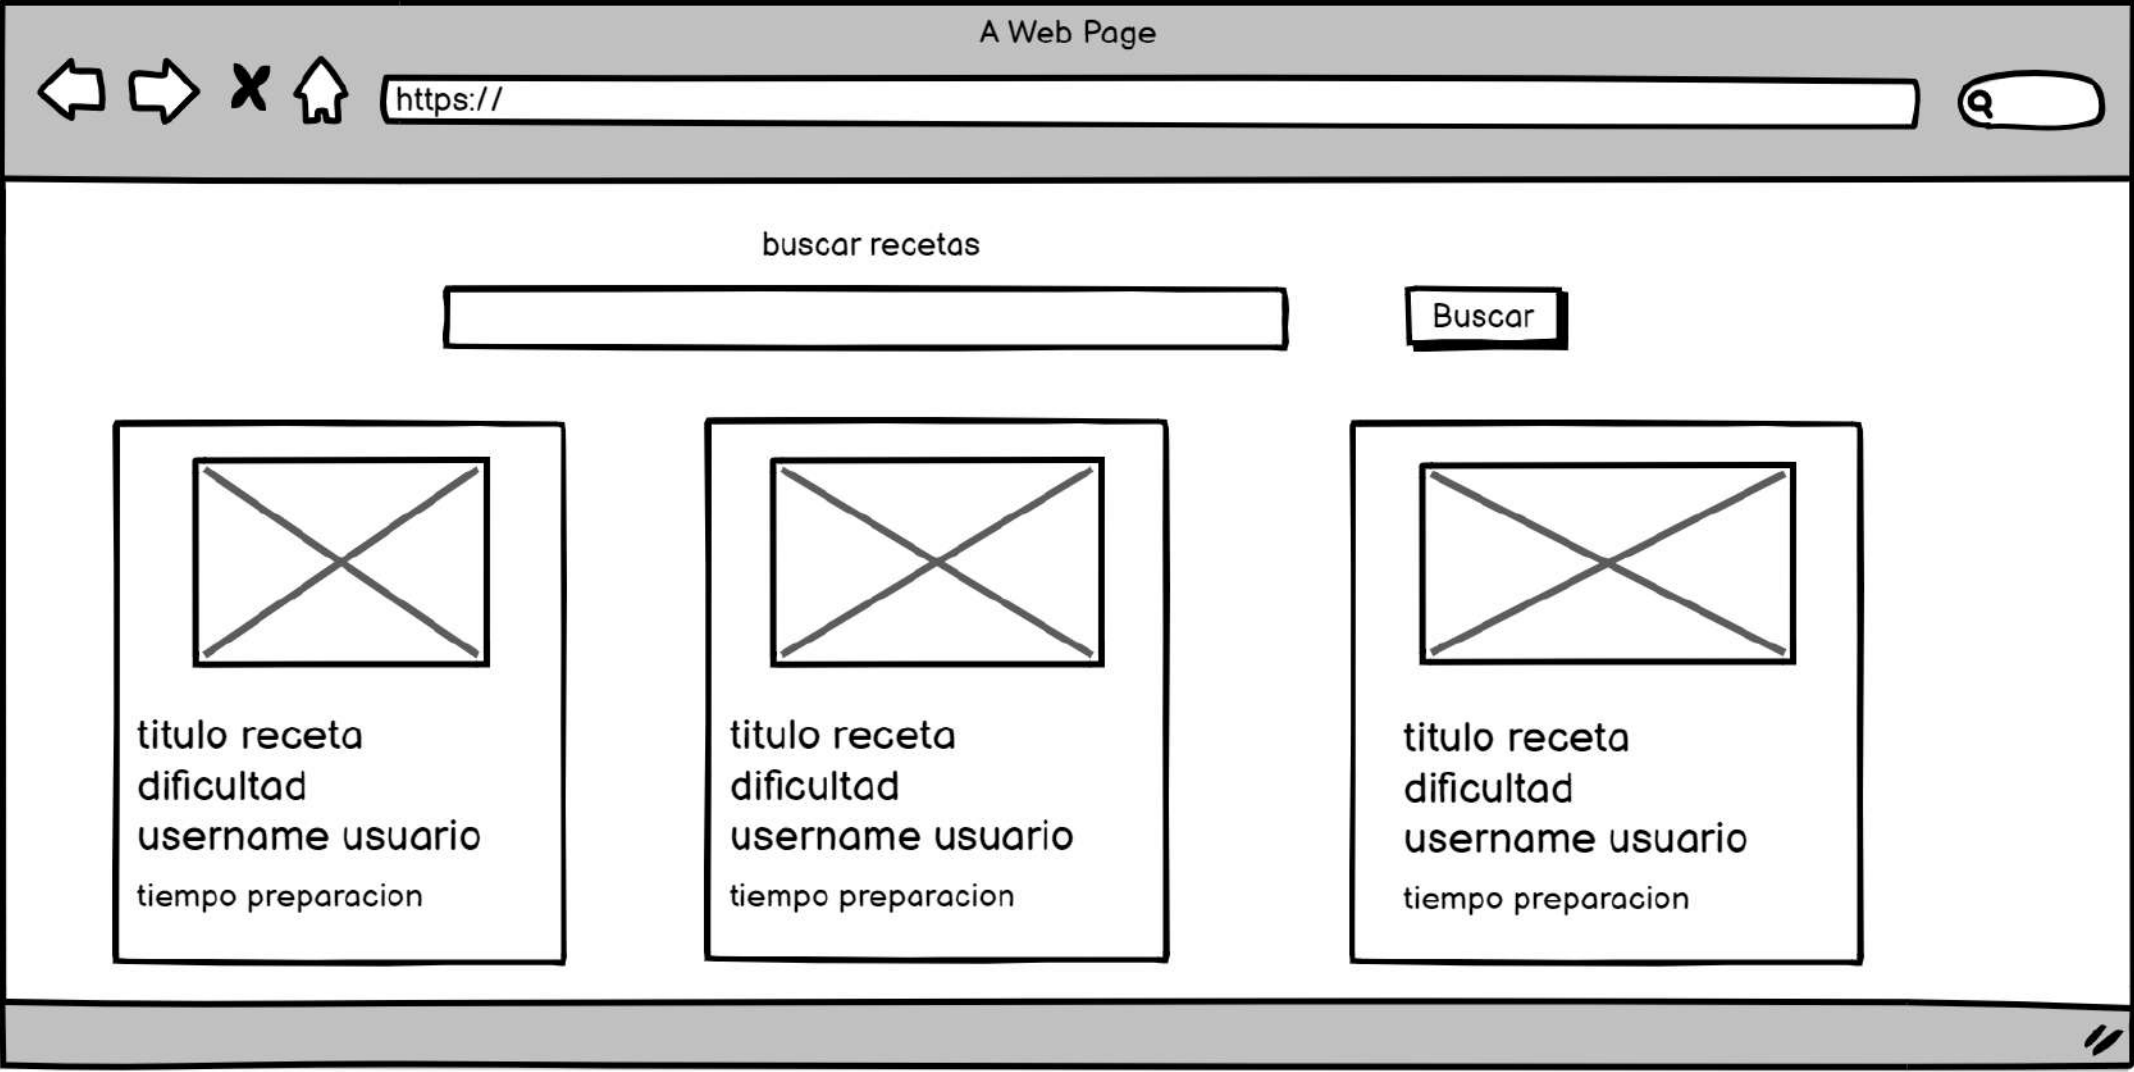 A Web Page
https://
buscar recetas
Buscar
titulo receta
dificultad
username usuario
tiempo preparacion
titulo receta
dificultad
username usuario
tiempo preparacion
titulo receta
dificultad
username usuario
tiempo preparacion